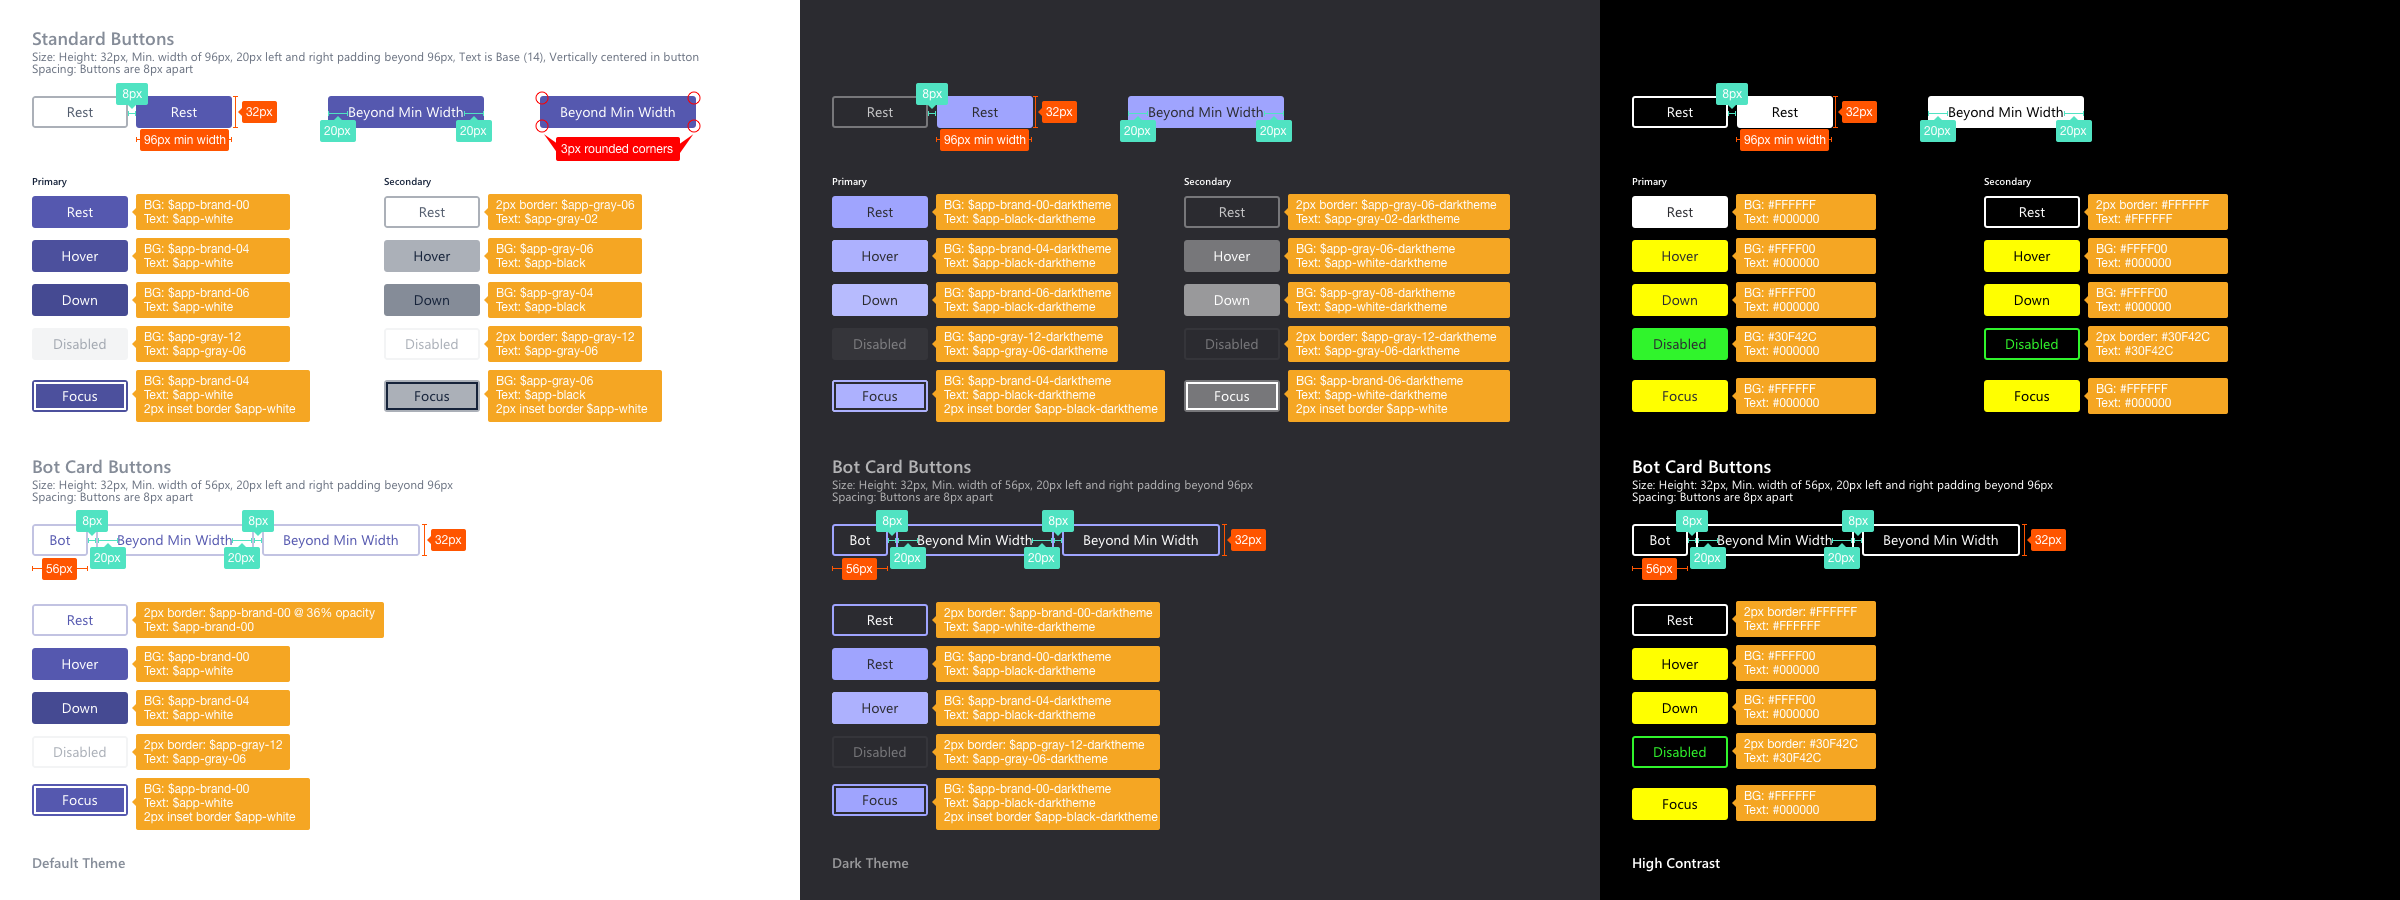 Standard Buttons
Size: Height: 32px, Min. width of 96px, 20px left and right padding beyond 96px, Text is Base (14), Vertically centered in button
Spacing: Buttons are 8px apart
8px
Rest
Rest
32px
96px min width
Beyond Min Width
20px
20px
Beyond Min Width
3px rounded corners
Primary
Rest
BG: $app-brand-00
Text: $app-white
Hover
BG: $app-brand-04
Text: $app-white
Down
BG: $app-brand-06
Text: $app-white
Disabled
BG: $app-gray-12
Text: $app-gray-06
Focus
BG: $app-brand-04
Text: $app-white
2px inset border $app-white
Secondary
Rest
2px border: $app-gray-06
Text: $app-gray-02
Hover
BG: $app-gray-06
Text: $app-black
Down
BG: $app-gray-04
Text: $app-black
Disabled
2px border: $app-gray-12
Text: $app-gray-06
Focus
BG: $app-gray-06
Text: $app-black
2px inset border $app-white
Bot Card Buttons
Size: Height: 32px, Min. width of 56px, 20px left and right padding beyond 96px
Spacing: Buttons are 8px apart
8px
8px
Bot
Beyond Min Width
Beyond Min Width
32px
56px
20px
20px
Rest
2px border: $app-brand-00 @ 36% opacity
Text: $app-brand-00
Hover
BG: $app-brand-00
Text: $app-white
Down
BG: $app-brand-04
Text: $app-white
Disabled
2px border: $app-gray-12
Text: $app-gray-06
Focus
BG: $app-brand-00
Text: $app-white
2px inset border $app-white
Default Theme
8px
Rest
Rest
32px
96px min width
Beyond Min Width
20px
20px
Primary
Rest
BG: $app-brand-00-darktheme
Text: $app-black-darktheme
Hover
BG: $app-brand-04-darktheme
Text: $app-black-darktheme
Down
BG: $app-brand-06-darktheme
Text: $app-black-darktheme
Disabled
BG: $app-gray-12-darktheme
Text: $app-gray-06-darktheme
Focus
BG: $app-brand-04-darktheme
Text: $app-black-darktheme
2px inset border $app-black-darktheme
Secondary
Rest
2px border: $app-gray-06-darktheme
Text: $app-gray-02-darktheme
Hover
BG: $app-gray-06-darktheme
Text: $app-white-darktheme
Down
BG: $app-gray-08-darktheme
Text: $app-white-darktheme
Disabled
2px border: $app-gray-12-darktheme
Text: $app-gray-06-darktheme
Focus
BG: $app-brand-06-darktheme
Text: $app-white-darktheme
2px inset border $app-white
Bot Card Buttons
Size: Height: 32px, Min. width of 56px, 20px left and right padding beyond 96px
Spacing: Buttons are 8px apart
8px
8px
Bot
Beyond Min Width
Beyond Min Width
32px
56px
20px
20px
Rest
2px border: $app-brand-00-darktheme
Text: $app-white-darktheme
Rest
BG: $app-brand-00-darktheme
Text: $app-black-darktheme
Hover
BG: $app-brand-04-darktheme
Text: $app-black-darktheme
Disabled
2px border: $app-gray-12-darktheme
Text: $app-gray-06-darktheme
Focus
BG: $app-brand-00-darktheme
Text: $app-black-darktheme
2px inset border $app-black-darktheme
Dark Theme
8px
Rest
Rest
32px
96px min width
Beyond Min Width
20px
20px
Primary
Rest
BG: #FFFFFF
Text: #000000
Hover
BG: #FFFF00
Text: #000000
Down
BG: #FFFF00
Text: #000000
Disabled
BG: #30F42C
Text: #000000
Focus
BG: #FFFFFF
Text: #000000
Secondary
Rest
2px border: #FFFFFF
Text: #FFFFFF
Hover
BG: #FFFF00
Text: #000000
Down
BG: #FFFF00
Text: #000000
Disabled
2px border: #30F42C
Text: #30F42C
Focus
BG: #FFFFFF
Text: #000000
Bot Card Buttons
Size: Height: 32px, Min. width of 56px, 20px left and right padding beyond 96px
Spacing: Buttons are 8px apart
8px
8px
Bot
Beyond Min Width
Beyond Min Width
32px
56px
20px
20px
Rest
2px border: #FFFFFF
Text: #FFFFFF
Hover
BG: #FFFF00
Text: #000000
Down
BG: #FFFF00
Text: #000000
Disabled
2px border: #30F42C
Text: #30F42C
Focus
BG: #FFFFFF
Text: #000000
High Contrast